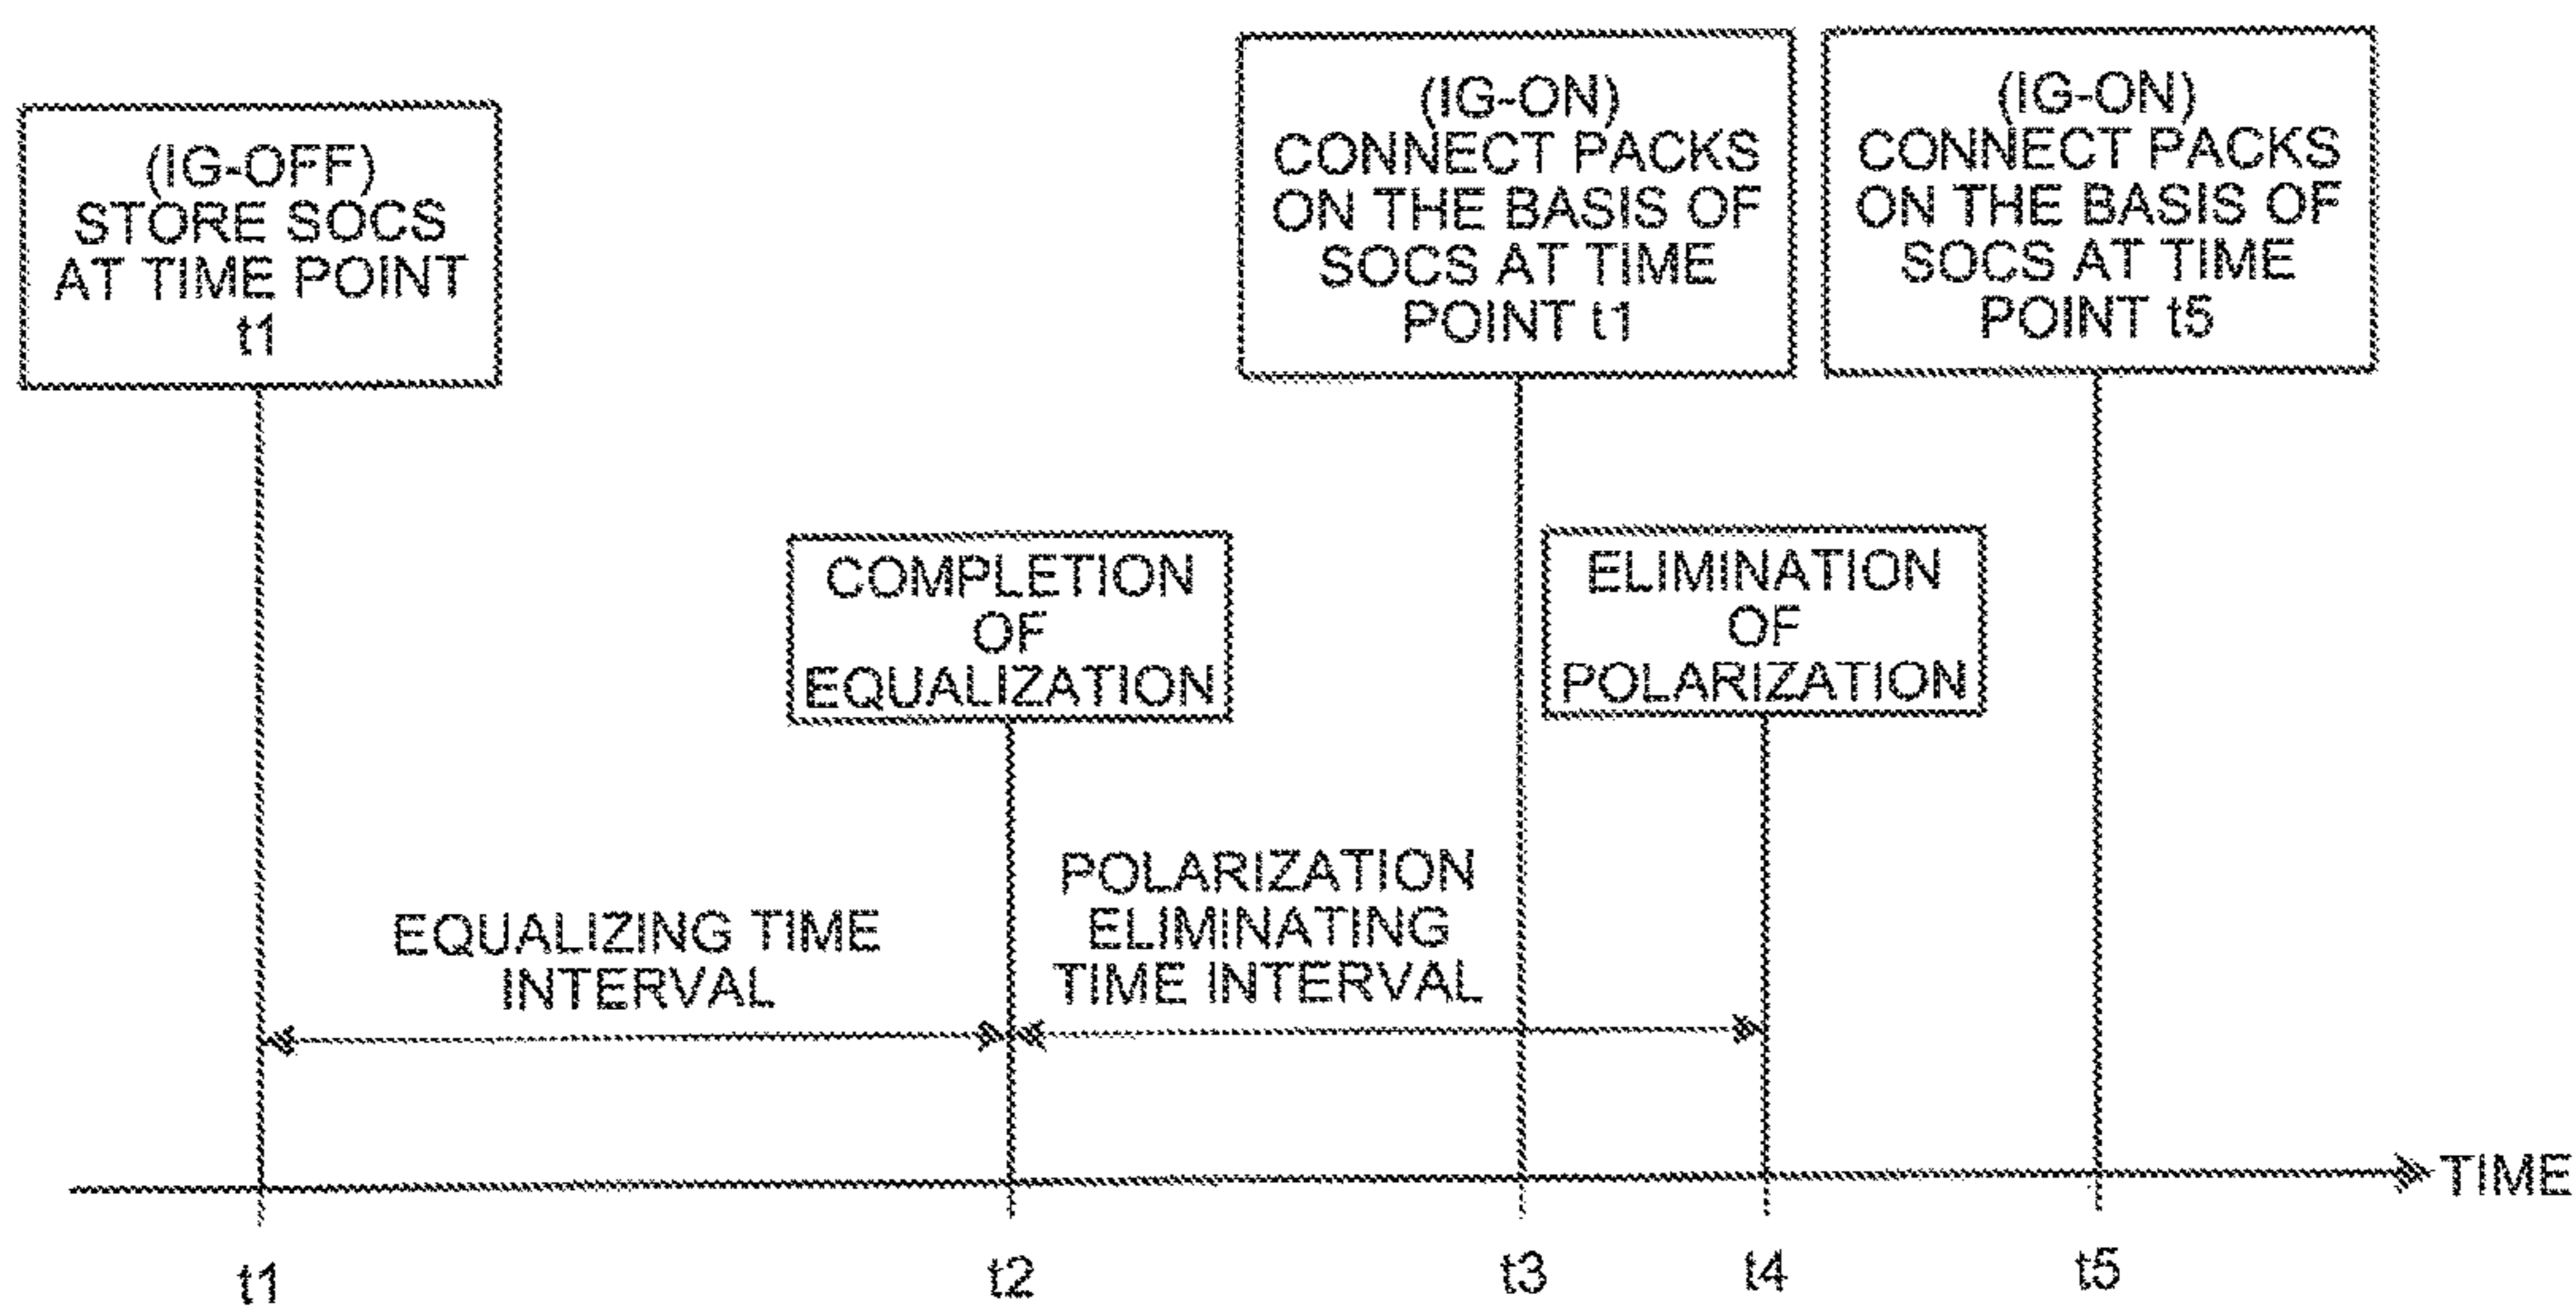 (IG-OFF)
STORE SOCS
AT TIME POINT
t1
(IG-ON)
CONNECT PACKS
ON THE BASIS OF
SOCS AT TIME
POINT t1
(IG-ON)
CONNECT PACKS
ON THE BASIS OF
SOCS AT TIME
POINT t5
COMPLETION
OF
EQUALIZATION
ELIMINATION
OF
POLARIZATION
EQUALIZING TIME
INTERVAL
POLARIZATION
ELIMINATING
TIME INTERVAL
TIME
t1
t2
t3
t4
t5